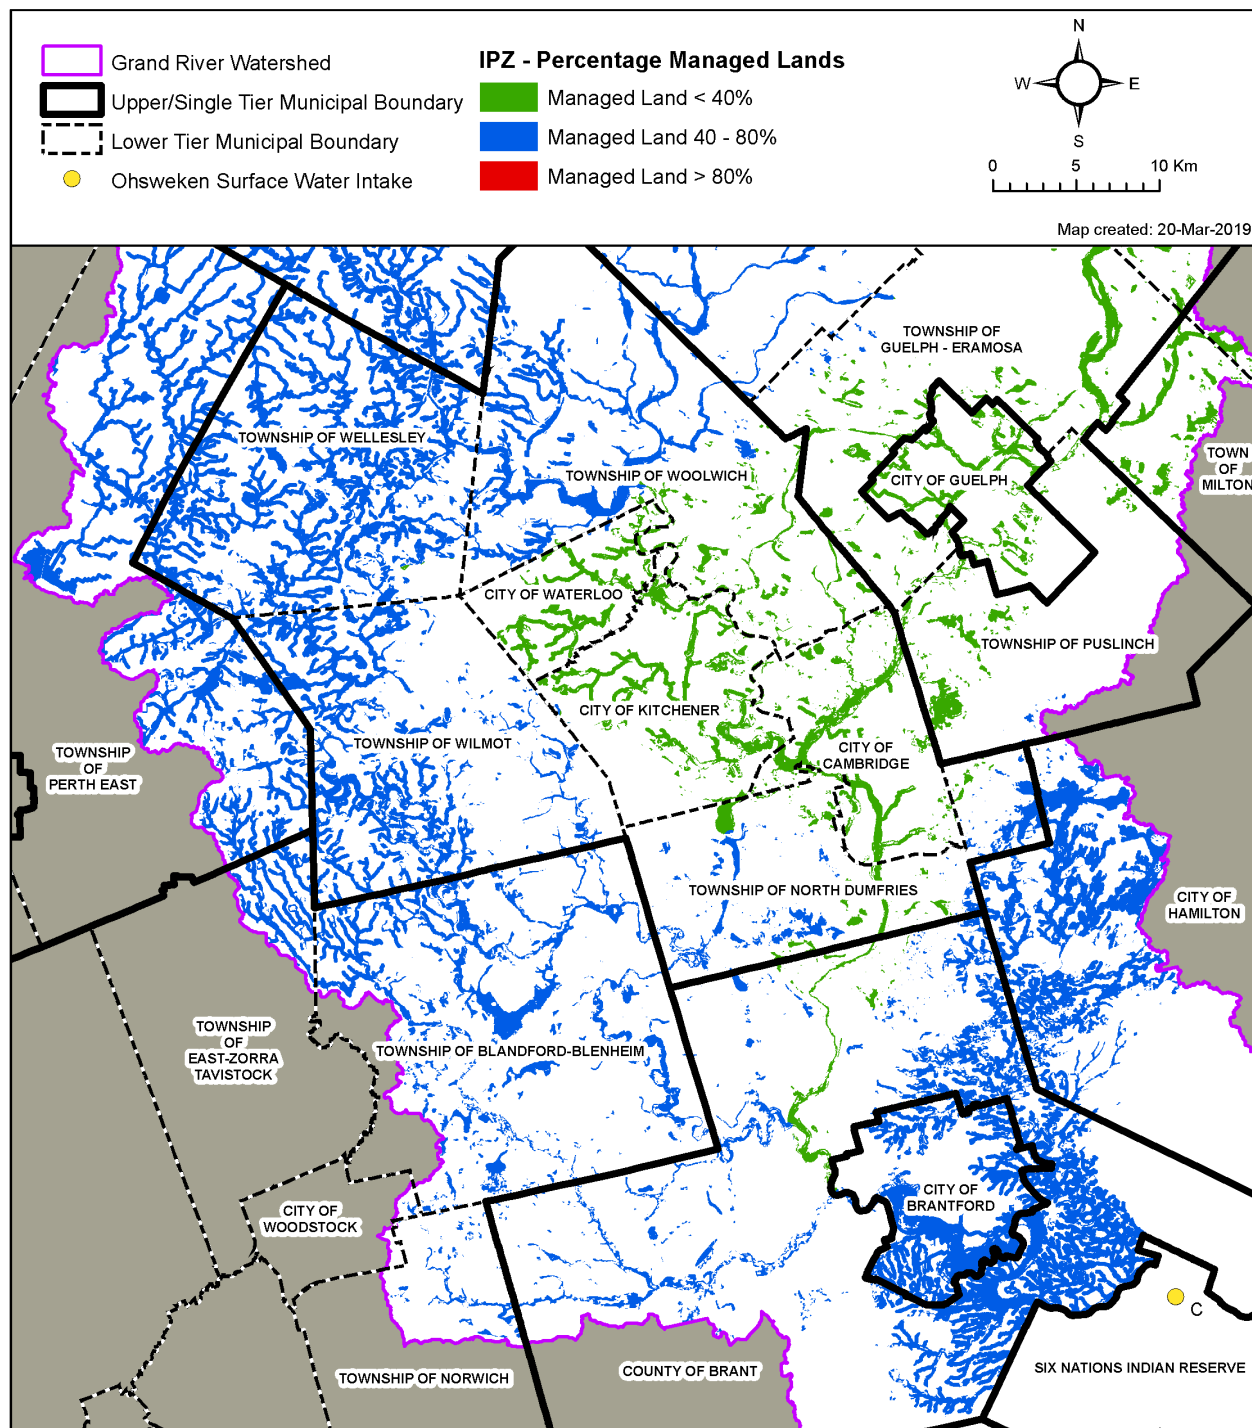 Grand River Watershed
Upper/Single Tier Municipal Boundary
Lower Tier Municipal Boundary
Ohsweken Surface Water Intake
IPZ - Percentage Managed Lands
Managed Land < 40%
Managed Land 40 - 80%
Managed Land > 80%
N
W
E
S
0 5 10 Km
Map created: 20-Mar-2019
TOWNSHIP OF
GUELPH - ERAMOSA
TOWNSHIP OF WELLESLEY
TOWNSHIP OF WOOLWICH
CITY OF GUELPH
TOWN
OF
MILTON
CITY OF WATERLOO
TOWNSHIP OF PUSLINCH
CITY OF KITCHENER
TOWNSHIP OF WILMOT
CITY OF
CAMBRIDGE
TOWNSHIP
OF
PERTH EAST
TOWNSHIP OF NORTH DUMFRIES
CITY OF
HAMILTON
TOWNSHIP
OF
EAST-ZORRA
TAVISTOCK
TOWNSHIP OF BLANDFORD-BLENHEIM
CITY OF
BRANTFORD
CITY OF
WOODSTOCK
C
SIX NATIONS INDIAN RESERVE
COUNTY OF BRANT
TOWNSHIP OF NORWICH